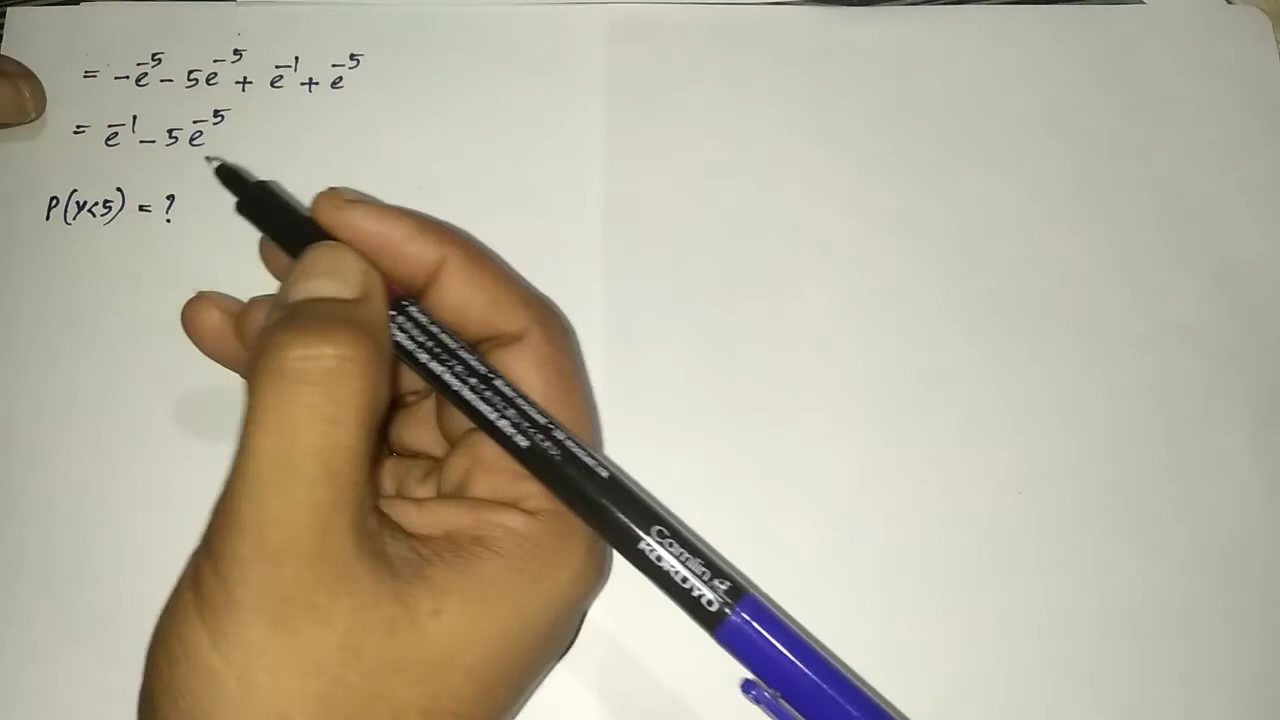 = -e^-5 - 5e^-5 + e^-1 + e^-5
= e^-1 - 5e^-5
P(Y<5) = ?
Camlin
KOKUYO